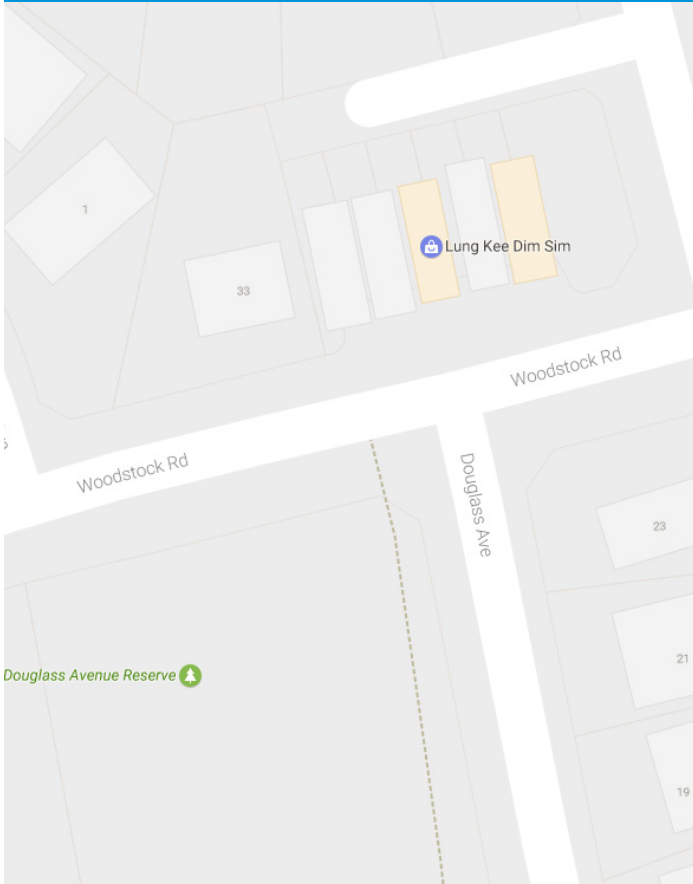 1
Lung Kee Dim Sim
33
Woodstock Rd
Woodstock Rd
Douglass Ave
23
21
Douglass Avenue Reserve
19